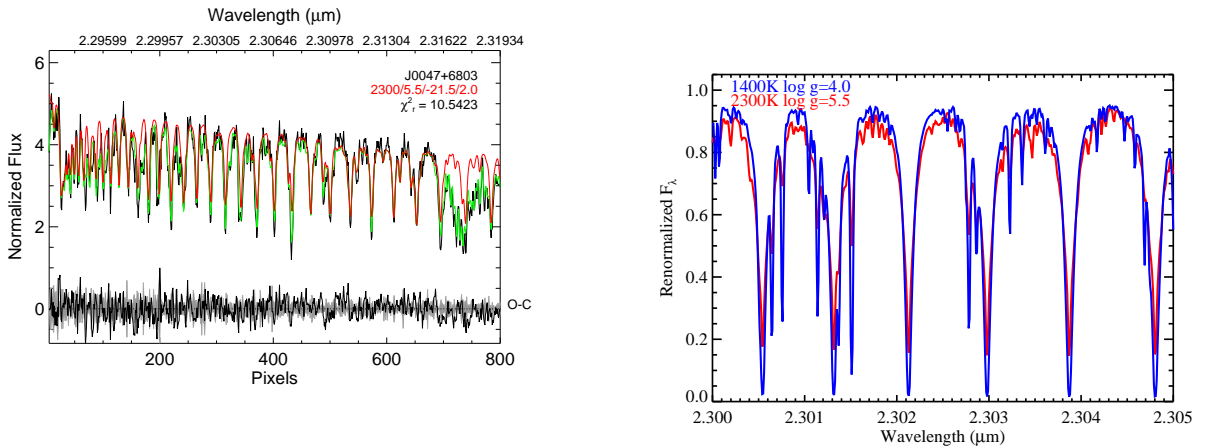 Wavelength (μm)
2.29599 2.29957 2.30305 2.30646 2.30978 2.31304 2.31622 2.31934
6
4
2
0
Normalized Flux
J0047+6803
2300/5.5/-21.5/2.0
χ²ᵣ = 10.5423
O-C
200 400 600 800
Pixels
1400K log g=4.0
2300K log g=5.5
1.0
0.8
0.6
0.4
0.2
0.0
Renormalized Fλ
2.300 2.301 2.302 2.303 2.304 2.305
Wavelength (μm)